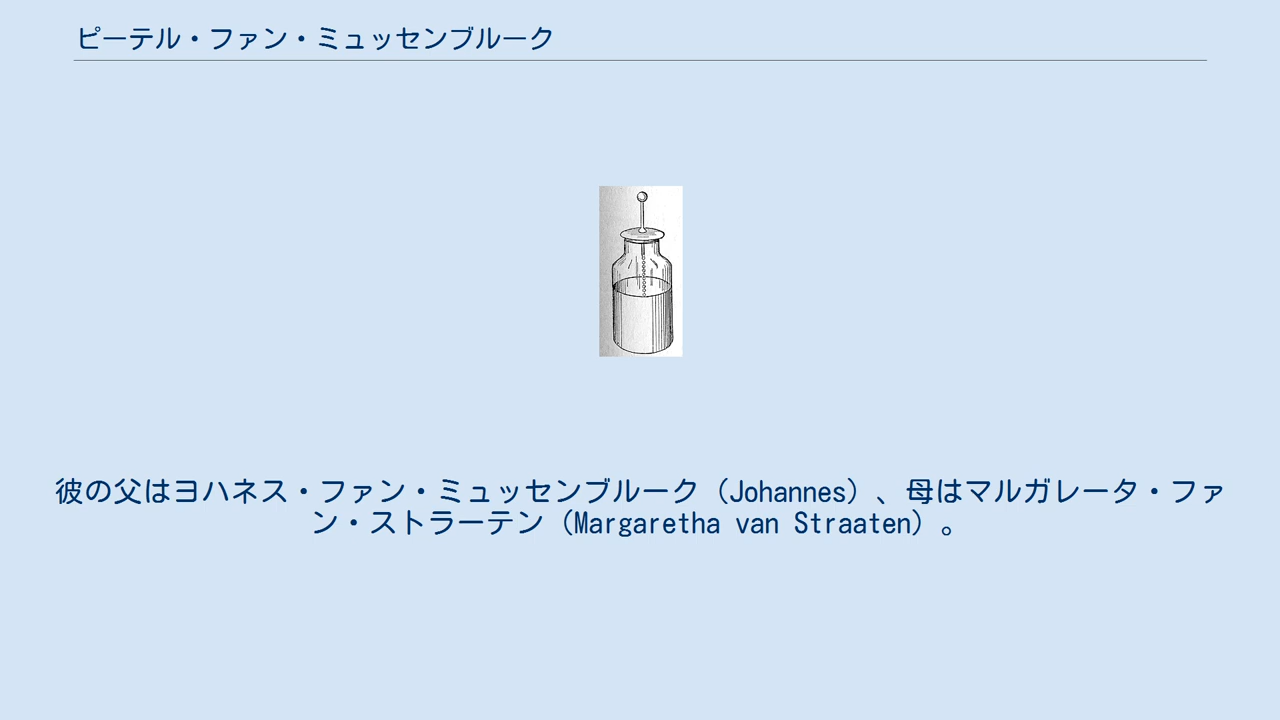 ピーテル・ファン・ミュッセンブルーク
彼の父はヨハネス・ファン・ミュッセンブルーク（Johannes）、母はマルガレータ・ファ
ン・ストラーテン（Margaretha van Straaten）。